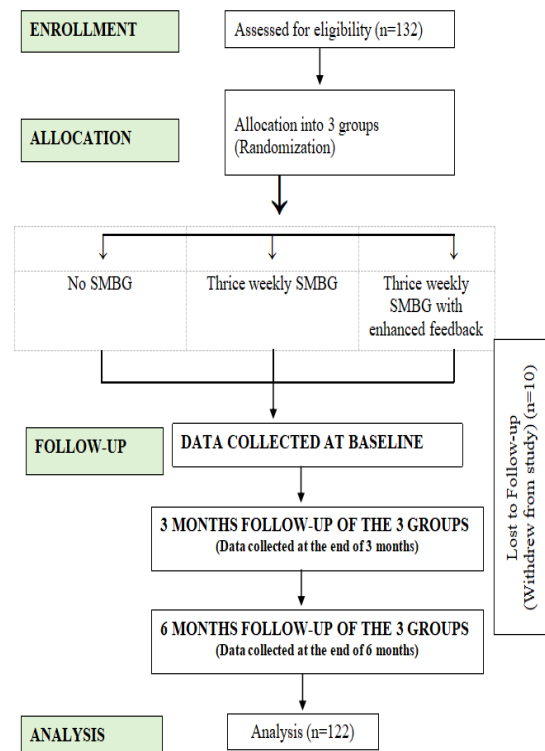 ENROLLMENT
Assessed for eligibility (n=132)
ALLOCATION
Allocation into 3 groups
(Randomization)
No SMBG
Thrice weekly SMBG
Thrice weekly
SMBG with
enhanced feedback
Lost to Follow-up
(Withdrew from study) (n=10)
FOLLOW-UP
DATA COLLECTED AT BASELINE
3 MONTHS FOLLOW-UP OF THE 3 GROUPS
(Data collected at the end of 3 months)
6 MONTHS FOLLOW-UP OF THE 3 GROUPS
(Data collected at the end of 6 months)
ANALYSIS
Analysis (n=122)